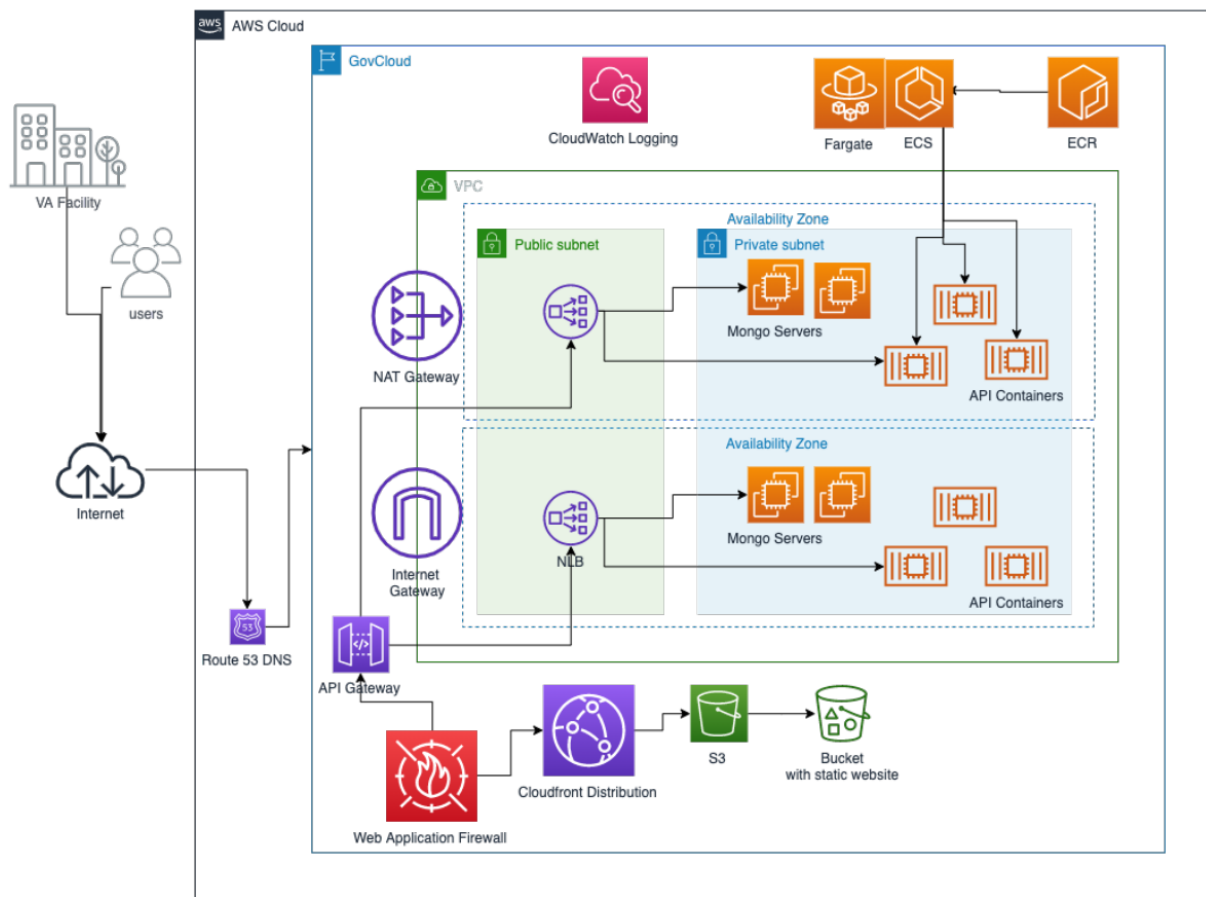 aws
AWS Cloud
GovCloud
CloudWatch Logging
Fargate
ECS
ECR
VA Facility
VPC
Availability Zone
Public subnet
Private subnet
users
Mongo Servers
NAT Gateway
API Containers
Availability Zone
Internet
Mongo Servers
NLB
Internet
Gateway
API Containers
53
Route 53 DNS
</>
API Gateway
S3
Bucket
with static website
Cloudfront Distribution
Web Application Firewall